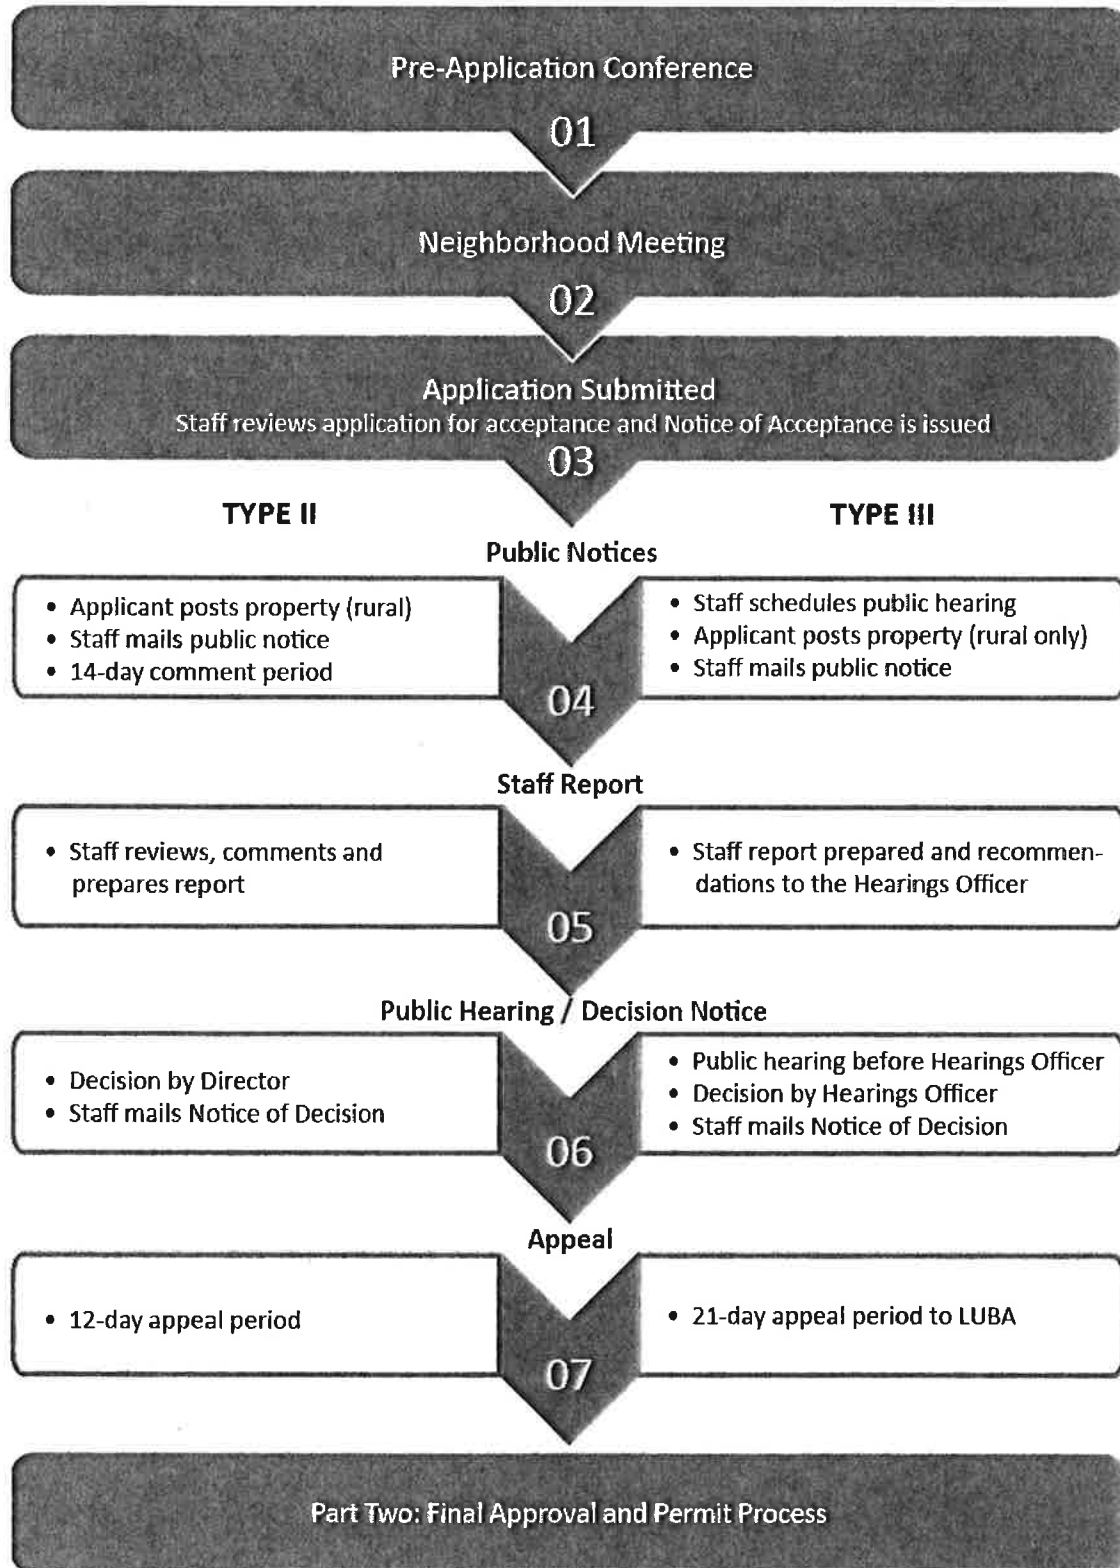 Pre-Application Conference
01
Neighborhood Meeting
02
Application Submitted
Staff reviews application for acceptance and Notice of Acceptance is issued
03
TYPE II
TYPE III
Public Notices
• Applicant posts property (rural)
• Staff mails public notice
• 14-day comment period
04
• Staff schedules public hearing
• Applicant posts property (rural only)
• Staff mails public notice
Staff Report
• Staff reviews, comments and
prepares report
05
• Staff report prepared and recommen-
dations to the Hearings Officer
Public Hearing / Decision Notice
• Decision by Director
• Staff mails Notice of Decision
06
• Public hearing before Hearings Officer
• Decision by Hearings Officer
• Staff mails Notice of Decision
Appeal
• 12-day appeal period
07
• 21-day appeal period to LUBA
Part Two: Final Approval and Permit Process